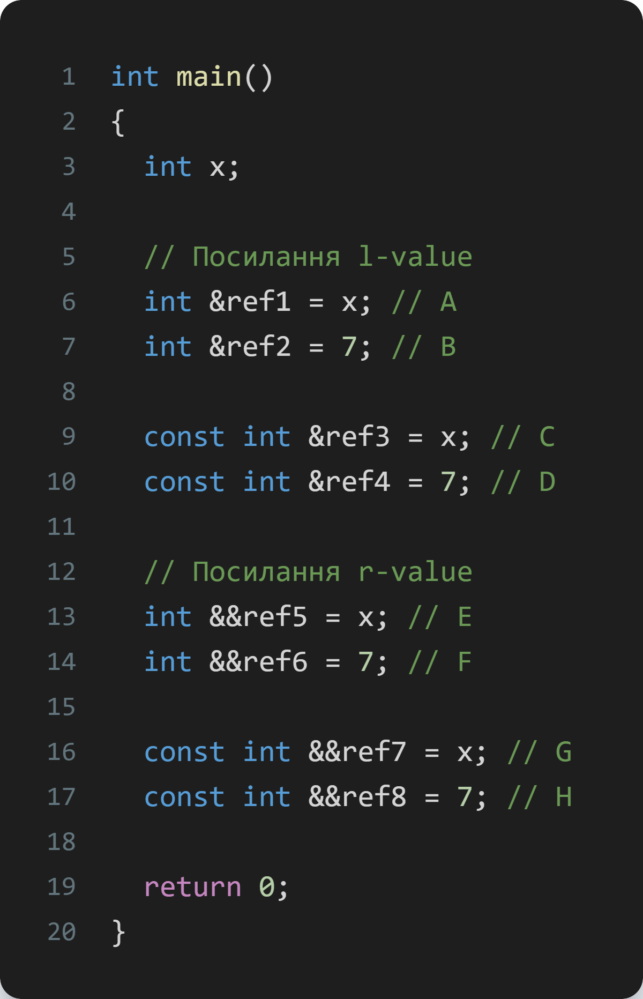 1 int main()
2 {
3   int x;
4
5   // Посилання l-value
6   int &ref1 = x; // A
7   int &ref2 = 7; // B
8
9   const int &ref3 = x; // C
10   const int &ref4 = 7; // D
11
12   // Посилання r-value
13   int &&ref5 = x; // E
14   int &&ref6 = 7; // F
15
16   const int &&ref7 = x; // G
17   const int &&ref8 = 7; // H
18
19   return 0;
20 }